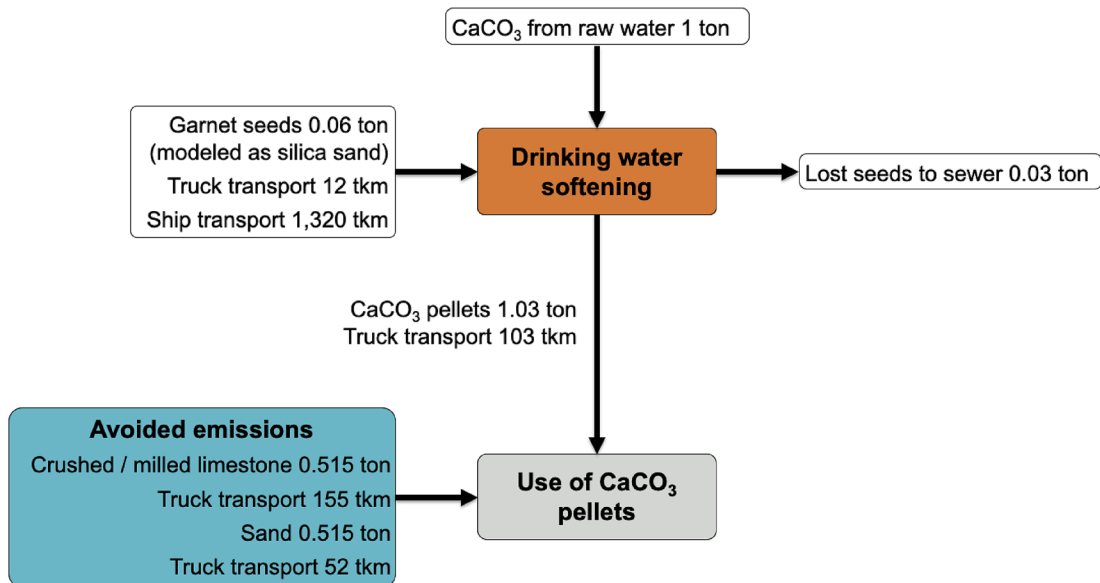 CaCO₃ from raw water 1 ton
Garnet seeds 0.06 ton
(modeled as silica sand)
Truck transport 12 tkm
Ship transport 1,320 tkm
Drinking water
softening
Lost seeds to sewer 0.03 ton
CaCO₃ pellets 1.03 ton
Truck transport 103 tkm
Avoided emissions
Crushed / milled limestone 0.515 ton
Truck transport 155 tkm
Sand 0.515 ton
Truck transport 52 tkm
Use of CaCO₃
pellets